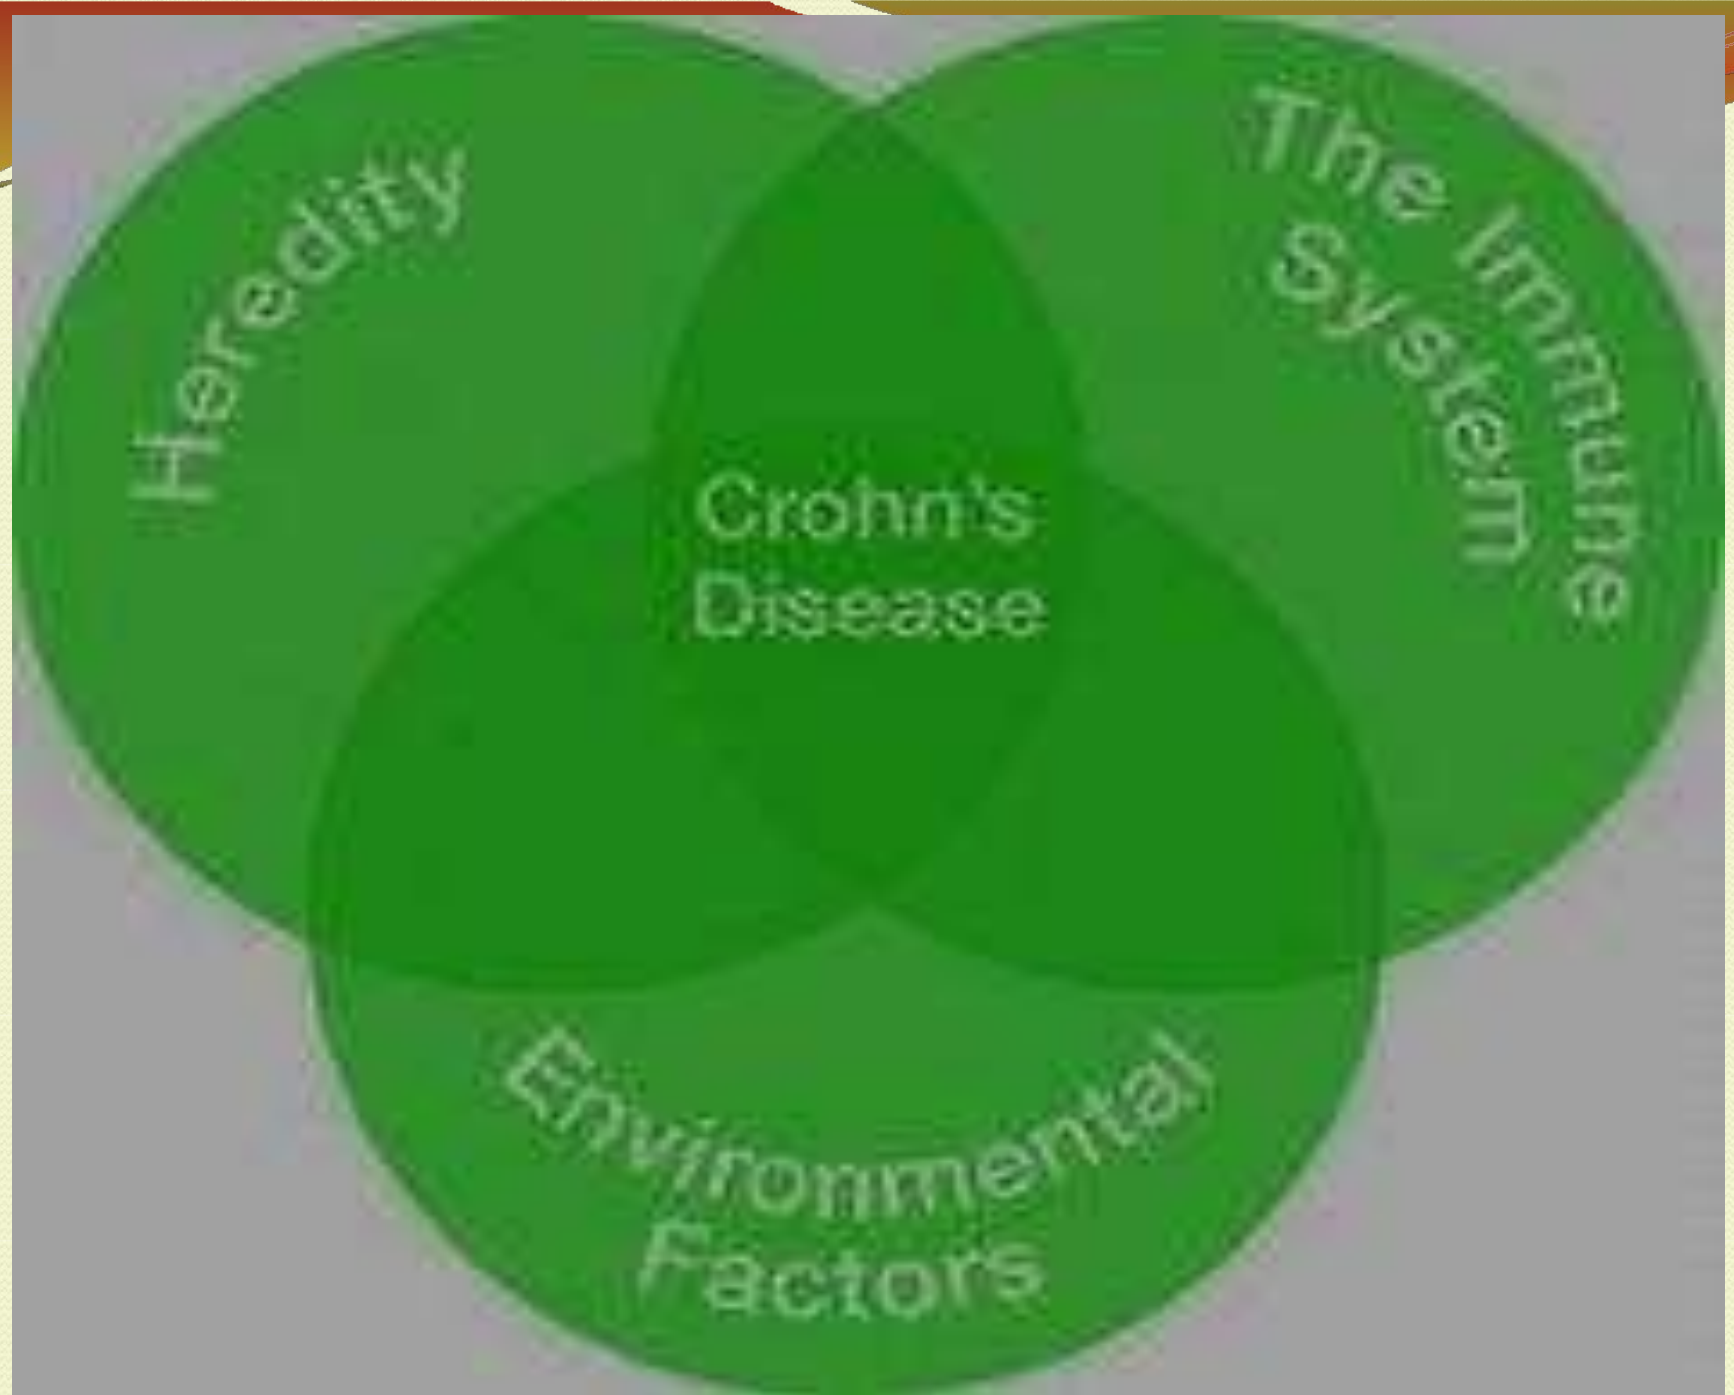 Heredity
The Immune
System
Crohn's
Disease
Environmental
Factors